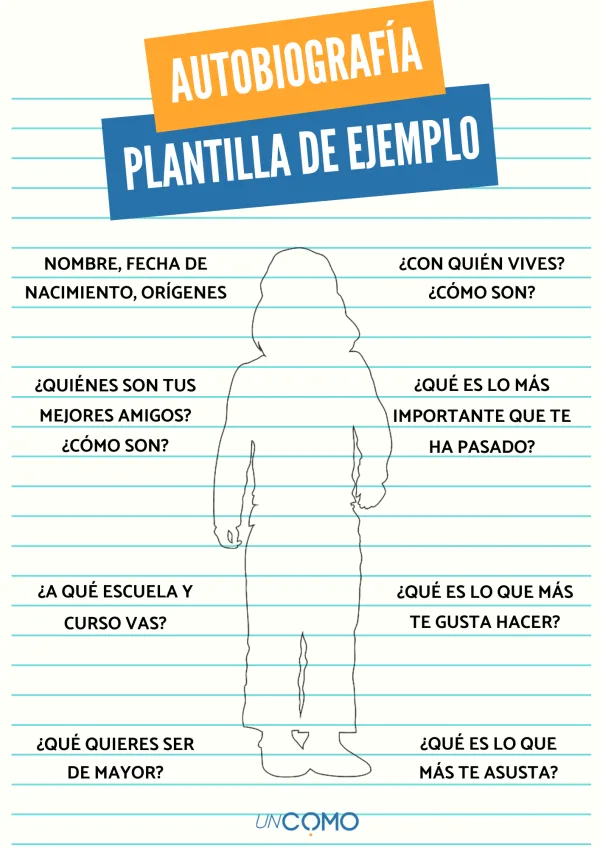 AUTOBIOGRAFÍA
PLANTILLA DE EJEMPLO
NOMBRE, FECHA DE
NACIMIENTO, ORÍGENES
¿CON QUIÉN VIVES?
¿CÓMO SON?
¿QUIÉNES SON TUS
MEJORES AMIGOS?
¿CÓMO SON?
¿QUÉ ES LO MÁS
IMPORTANTE QUE TE
HA PASADO?
¿A QUÉ ESCUELA Y
CURSO VAS?
¿QUÉ ES LO QUE MÁS
TE GUSTA HACER?
¿QUÉ QUIERES SER
DE MAYOR?
¿QUÉ ES LO QUE
MÁS TE ASUSTA?
UNCOMO